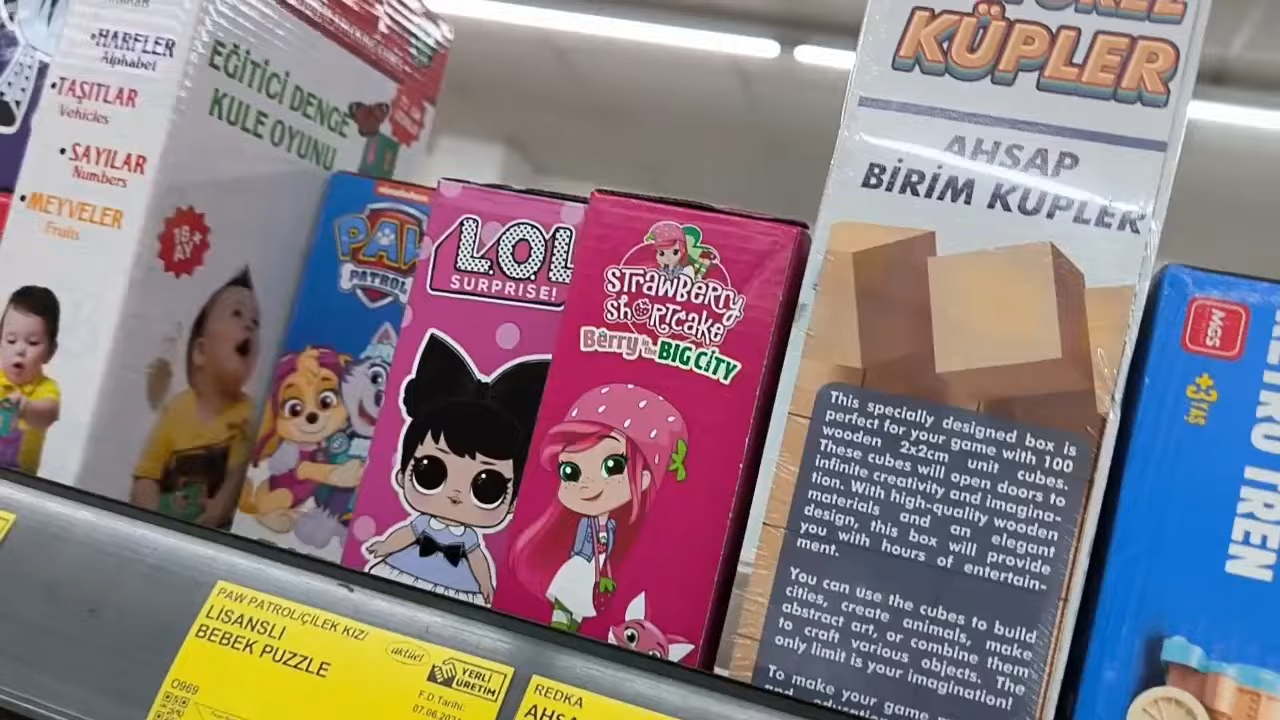 HARFLER
Alphabet
TAŞITLAR
Vehicles
SAYILAR
Numbers
MEYVELER
Fruits
EĞİTİCİ DENGE
KULE OYUNU
18+
AY
nickelodeon
PAW
PATROL
L.O.L
SURPRISE!
STRAWBERRY
SHORTCAKE
Berry in the BIG CITY
KÜPLER
AHŞAP
BİRİM KÜPLER
This specially designed box is
perfect for your game with 100
wooden 2x2cm unit cubes.
These cubes will open doors to
infinite creativity and imagina-
tion. With high-quality wooden
materials and an elegant
design, this box will provide
you with hours of entertain-
ment.
You can use the cubes to build
cities, create animals, make
abstract art, or combine them
to craft various objects. The
only limit is your imagination!
To make your game
MGS
+3
YAŞ
TREN
PAW PATROL/ÇİLEK KIZ/
LİSANSLI
BEBEK PUZZLE
aktüel
YERLİ
ÜRETİM
F.D.Tarihi:
O969
REDKA